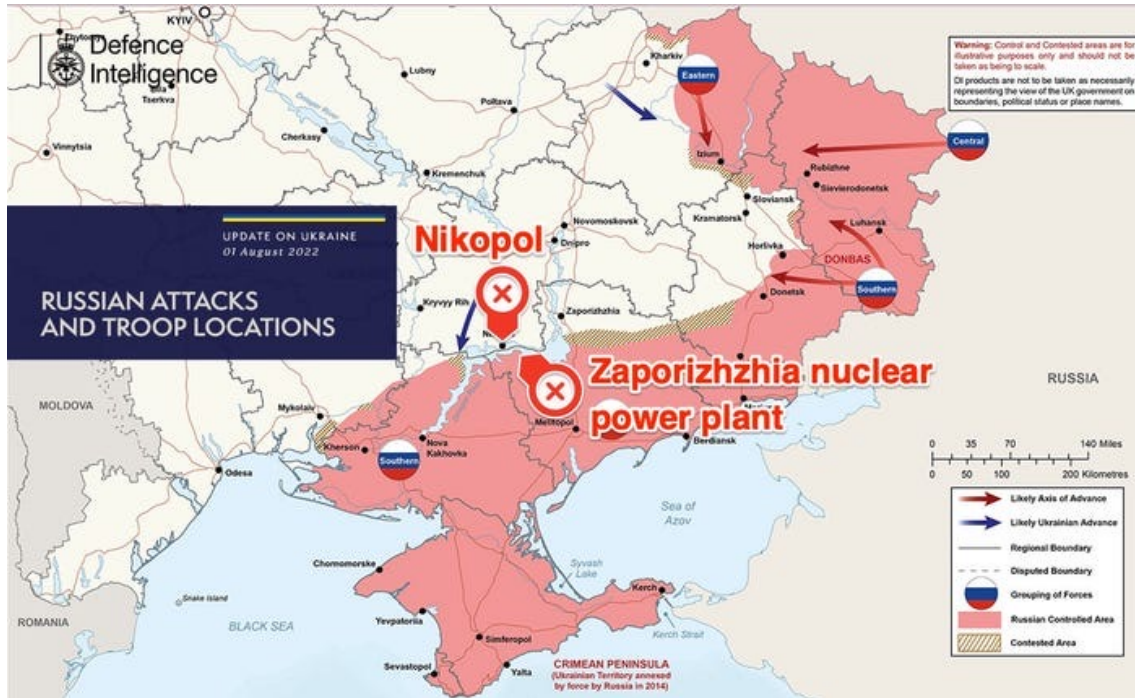 KYIV
Defence
Intelligence
Bila
Tserkva
Lubny
Kharkiv
Eastern
Warning: Control and Contested areas are for
illustrative purposes only and should not be
taken as being to scale.
DI products are not to be taken as necessarily
representing the view of the UK government on
boundaries, political status or place names.
Poltava
Cherkasy
Vinnytsia
Central
Izium
Kremenchuk
Rubizhne
Sievierodonetsk
Sloviansk
Kramatorsk
Luhansk
Novomoskovsk
Dnipro
Horlivka
DONBAS
UPDATE ON UKRAINE
01 August 2022
RUSSIAN ATTACKS
AND TROOP LOCATIONS
Nikopol
Kryvyy Rih
Zaporizhzhia
Donetsk
Southern
Zaporizhzhia nuclear
power plant
RUSSIA
MOLDOVA
Mykolaiv
Melitopol
Berdiansk
Kherson
Nova
Kakhovka
Southern
Odesa
0 35 70 140 Miles
0 50 100 200 Kilometres
Sea of
Azov
Likely Axis of Advance
Likely Ukrainian Advance
Regional Boundary
Disputed Boundary
Grouping of Forces
Russian Controlled Area
Contested Area
Chornomorske
Syvash
Lake
Kerch
Snake Island
Kerch Strait
ROMANIA
BLACK SEA
Yevpatoriia
Simferopol
Sevastopol
Yalta
CRIMEAN PENINSULA
(Ukrainian Territory annexed
by force by Russia in 2014)